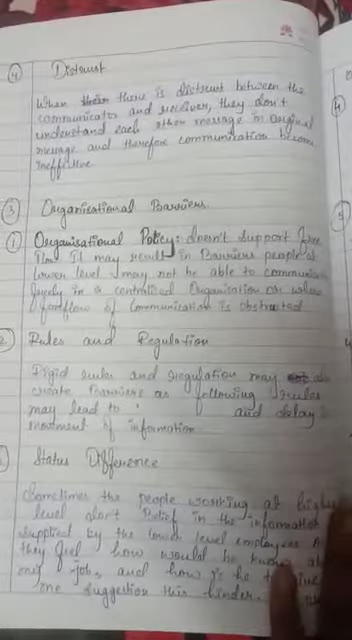 ④ Distrust
When there is distrust between the
communicator and receiver, they don't
understand each other message in original
message and therefore communication become
ineffective
③ Organisational Barriers
① Organisational Policy: doesn't support free
flow it may result in Barriers people at
lower level may not be able to communicate
freely in a centralised Organisation or where
flow of Communication is obstructed
2 Rules and Regulation
Rigid rules and regulation may also
create Barriers as following rules
may lead to and delay
movement of information
Status Difference
Sometimes the people working at higher
level don't Belief in the information
supplied by the lower level employees
they feel how would he know
my job, and how is he to give
me suggestion this hinder